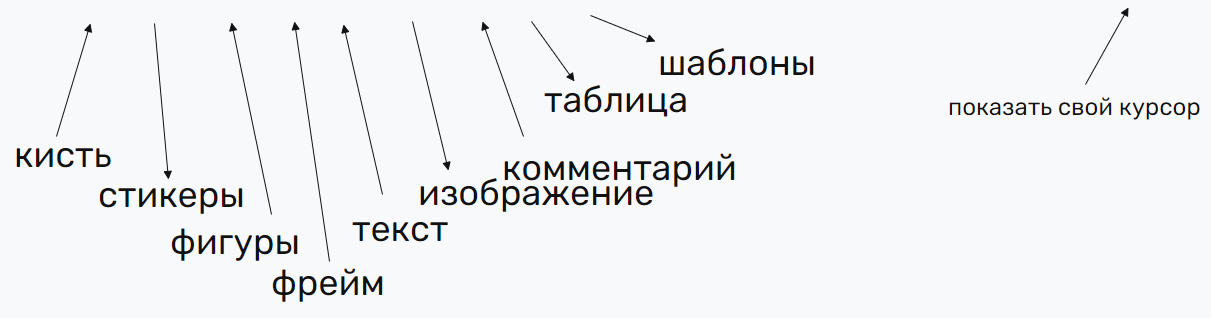 шаблоны
таблица
показать свой курсор
кисть
комментарий
стикеры
изображение
фигуры
текст
фрейм